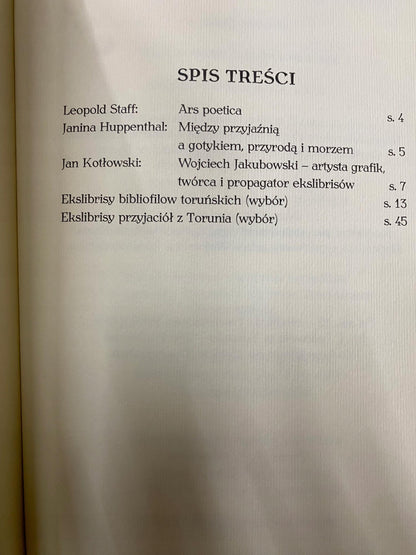 SPIS TREŚCI
Leopold Staff: Ars poetica s. 4
Janina Huppenthal: Między przyjaźnią
a gotykiem, przyrodą i morzem s. 5
Jan Kotłowski: Wojciech Jakubowski – artysta grafik,
twórca i propagator ekslibrisów s. 7
Ekslibrisy bibliofilow toruńskich (wybór) s. 13
Ekslibrisy przyjaciół z Torunia (wybór) s. 45